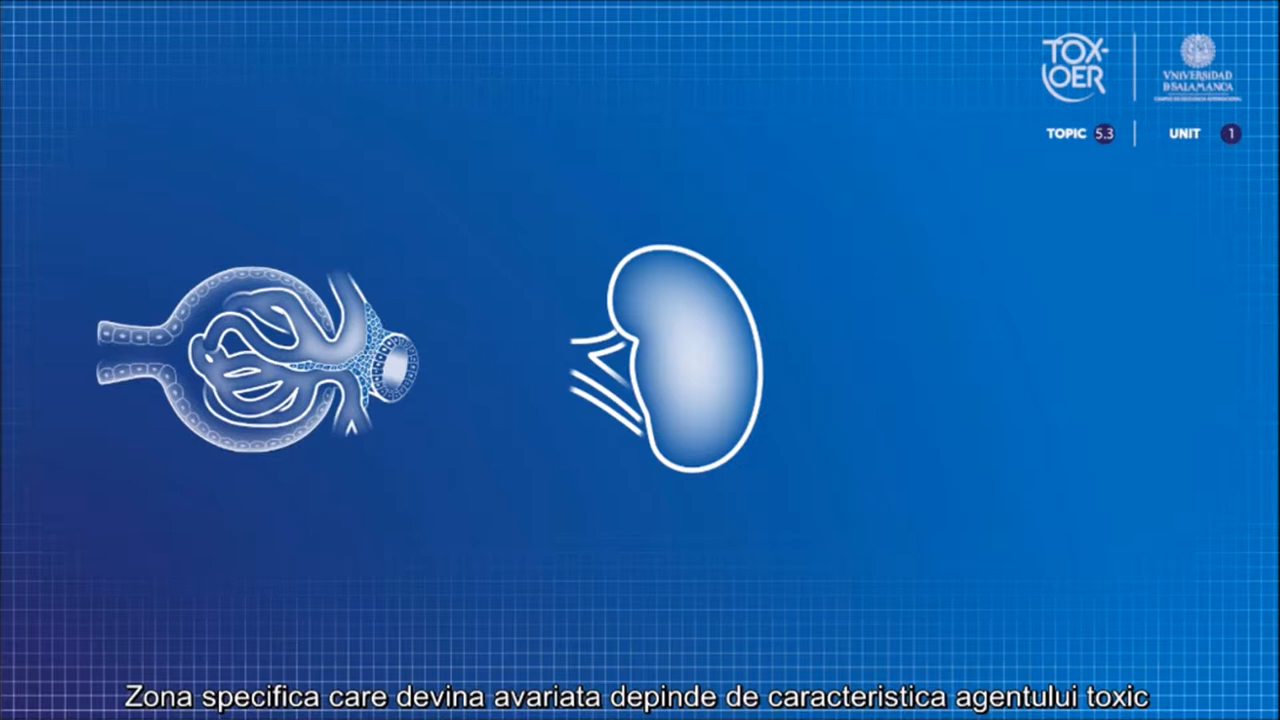 TOX-
OER
VNIVERSIDAD
D SALAMANCA
TOPIC 5.3
UNIT 1
Zona specifica care devina avariata depinde de caracteristica agentului toxic